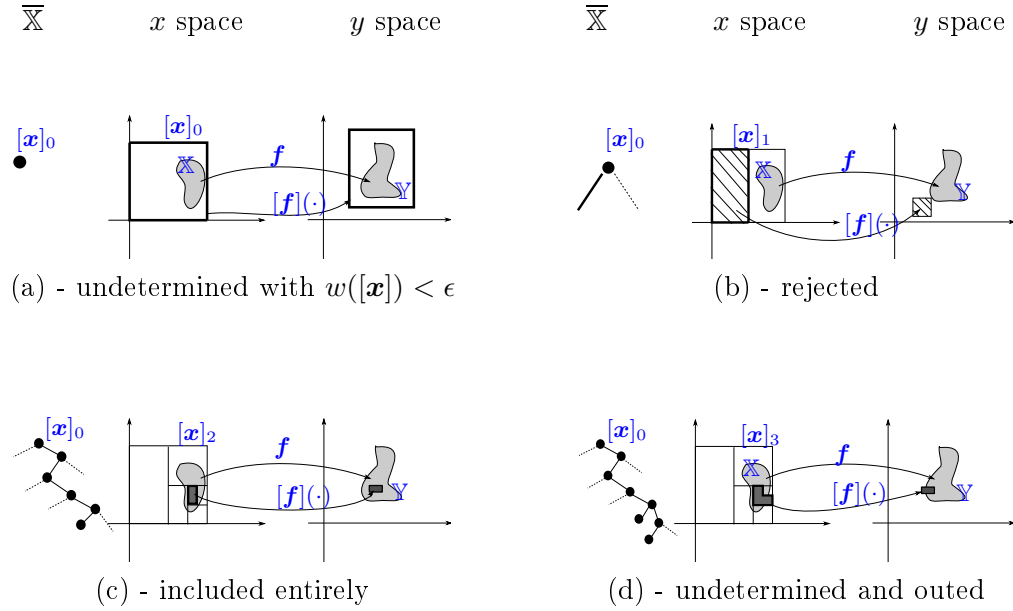 𝕏̅ x space y space 𝕏̅ x space y space
[x]₀
[x]₀
𝕏
f
[f](·)
𝕐
(a) - undetermined with w([x]) < ϵ
[x]₀
[x]₁
𝕏
f
[f](·)
𝕐
(b) - rejected
[x]₀
[x]₂
f
[f](·)
𝕐
(c) - included entirely
[x]₀
[x]₃
𝕏
f
[f](·)
𝕐
(d) - undetermined and outed